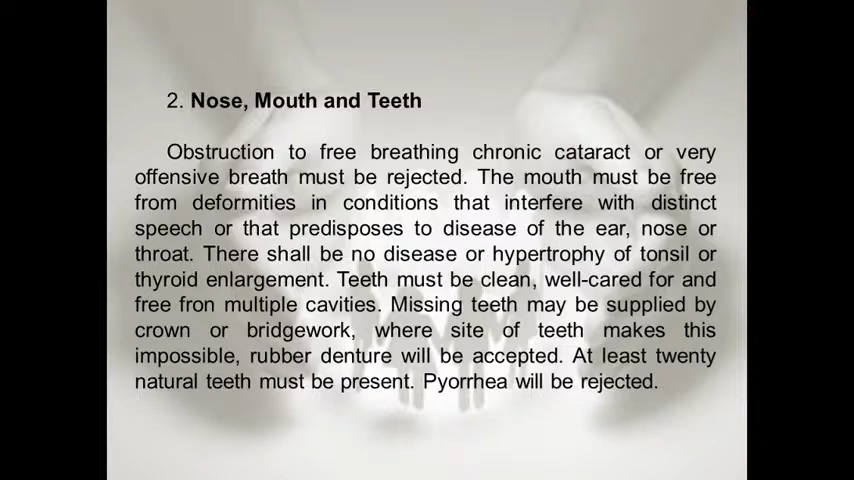 2. Nose, Mouth and Teeth
Obstruction to free breathing chronic cataract or very
offensive breath must be rejected. The mouth must be free
from deformities in conditions that interfere with distinct
speech or that predisposes to disease of the ear, nose or
throat. There shall be no disease or hypertrophy of tonsil or
thyroid enlargement. Teeth must be clean, well-cared for and
free fron multiple cavities. Missing teeth may be supplied by
crown or bridgework, where site of teeth makes this
impossible, rubber denture will be accepted. At least twenty
natural teeth must be present. Pyorrhea will be rejected.